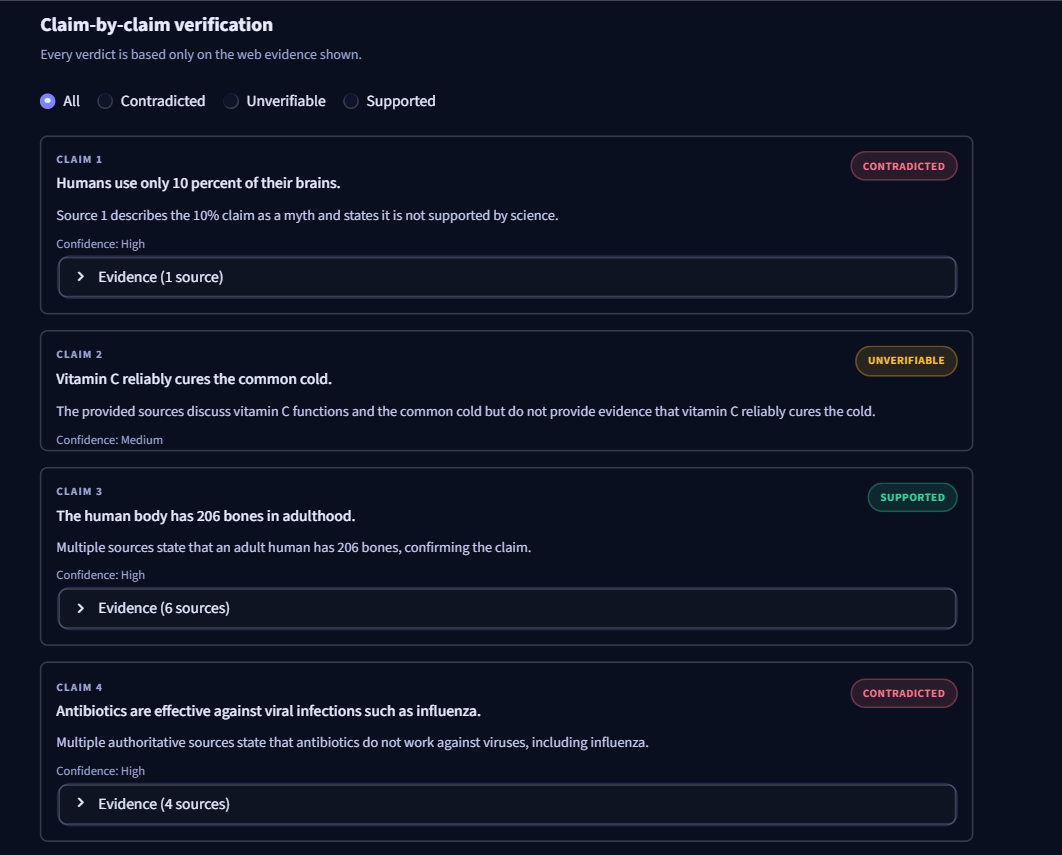 Claim-by-claim verification
Every verdict is based only on the web evidence shown.
All Contradicted Unverifiable Supported
CLAIM 1
CONTRADICTED
Humans use only 10 percent of their brains.
Source 1 describes the 10% claim as a myth and states it is not supported by science.
Confidence: High
Evidence (1 source)
CLAIM 2
UNVERIFIABLE
Vitamin C reliably cures the common cold.
The provided sources discuss vitamin C functions and the common cold but do not provide evidence that vitamin C reliably cures the cold.
Confidence: Medium
CLAIM 3
SUPPORTED
The human body has 206 bones in adulthood.
Multiple sources state that an adult human has 206 bones, confirming the claim.
Confidence: High
Evidence (6 sources)
CLAIM 4
CONTRADICTED
Antibiotics are effective against viral infections such as influenza.
Multiple authoritative sources state that antibiotics do not work against viruses, including influenza.
Confidence: High
Evidence (4 sources)